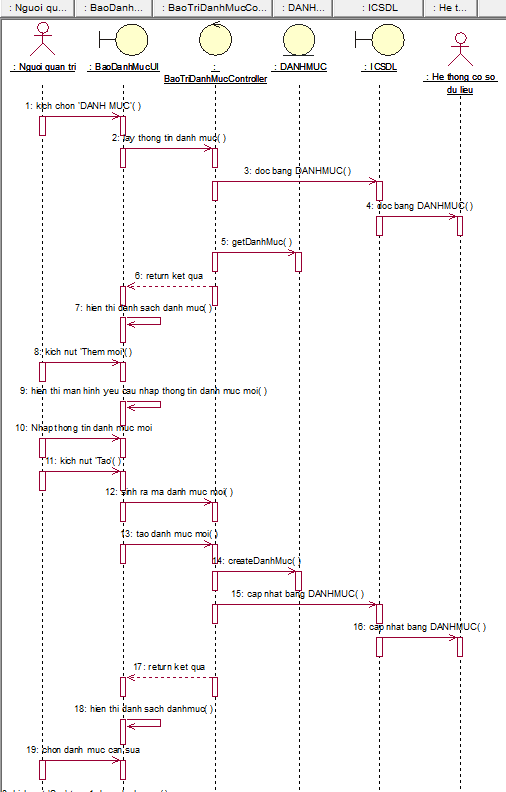 : Nguoi qu...
: BaoDanh...
: BaoTriDanhMucCo...
: DANH...
: ICSDL
: He t...
: Nguoi quan tri
: BaoDanhMucUI
:
BaoTriDanhMucController
: DANHMUC
: ICSDL
: He thong co so
du lieu
1: kich chon 'DANH MUC'( )
2: lay thong tin danh muc( )
3: doc bang DANHMUC( )
4: doc bang DANHMUC( )
5: getDanhMuc( )
6: return ket qua
7: hien thi danh sach danh muc( )
8: kich nut 'Them moi'( )
9: hien thi man hinh yeu cau nhap thong tin danh muc moi( )
10: Nhap thong tin danh muc moi
11: kich nut 'Tao'( )
12: sinh ra ma danh muc moi( )
13: tao danh muc moi( )
14: createDanhMuc( )
15: cap nhat bang DANHMUC( )
16: cap nhat bang DANHMUC( )
17: return ket qua
18: hien thi danh sach danhmuc( )
19: chon danh muc can sua